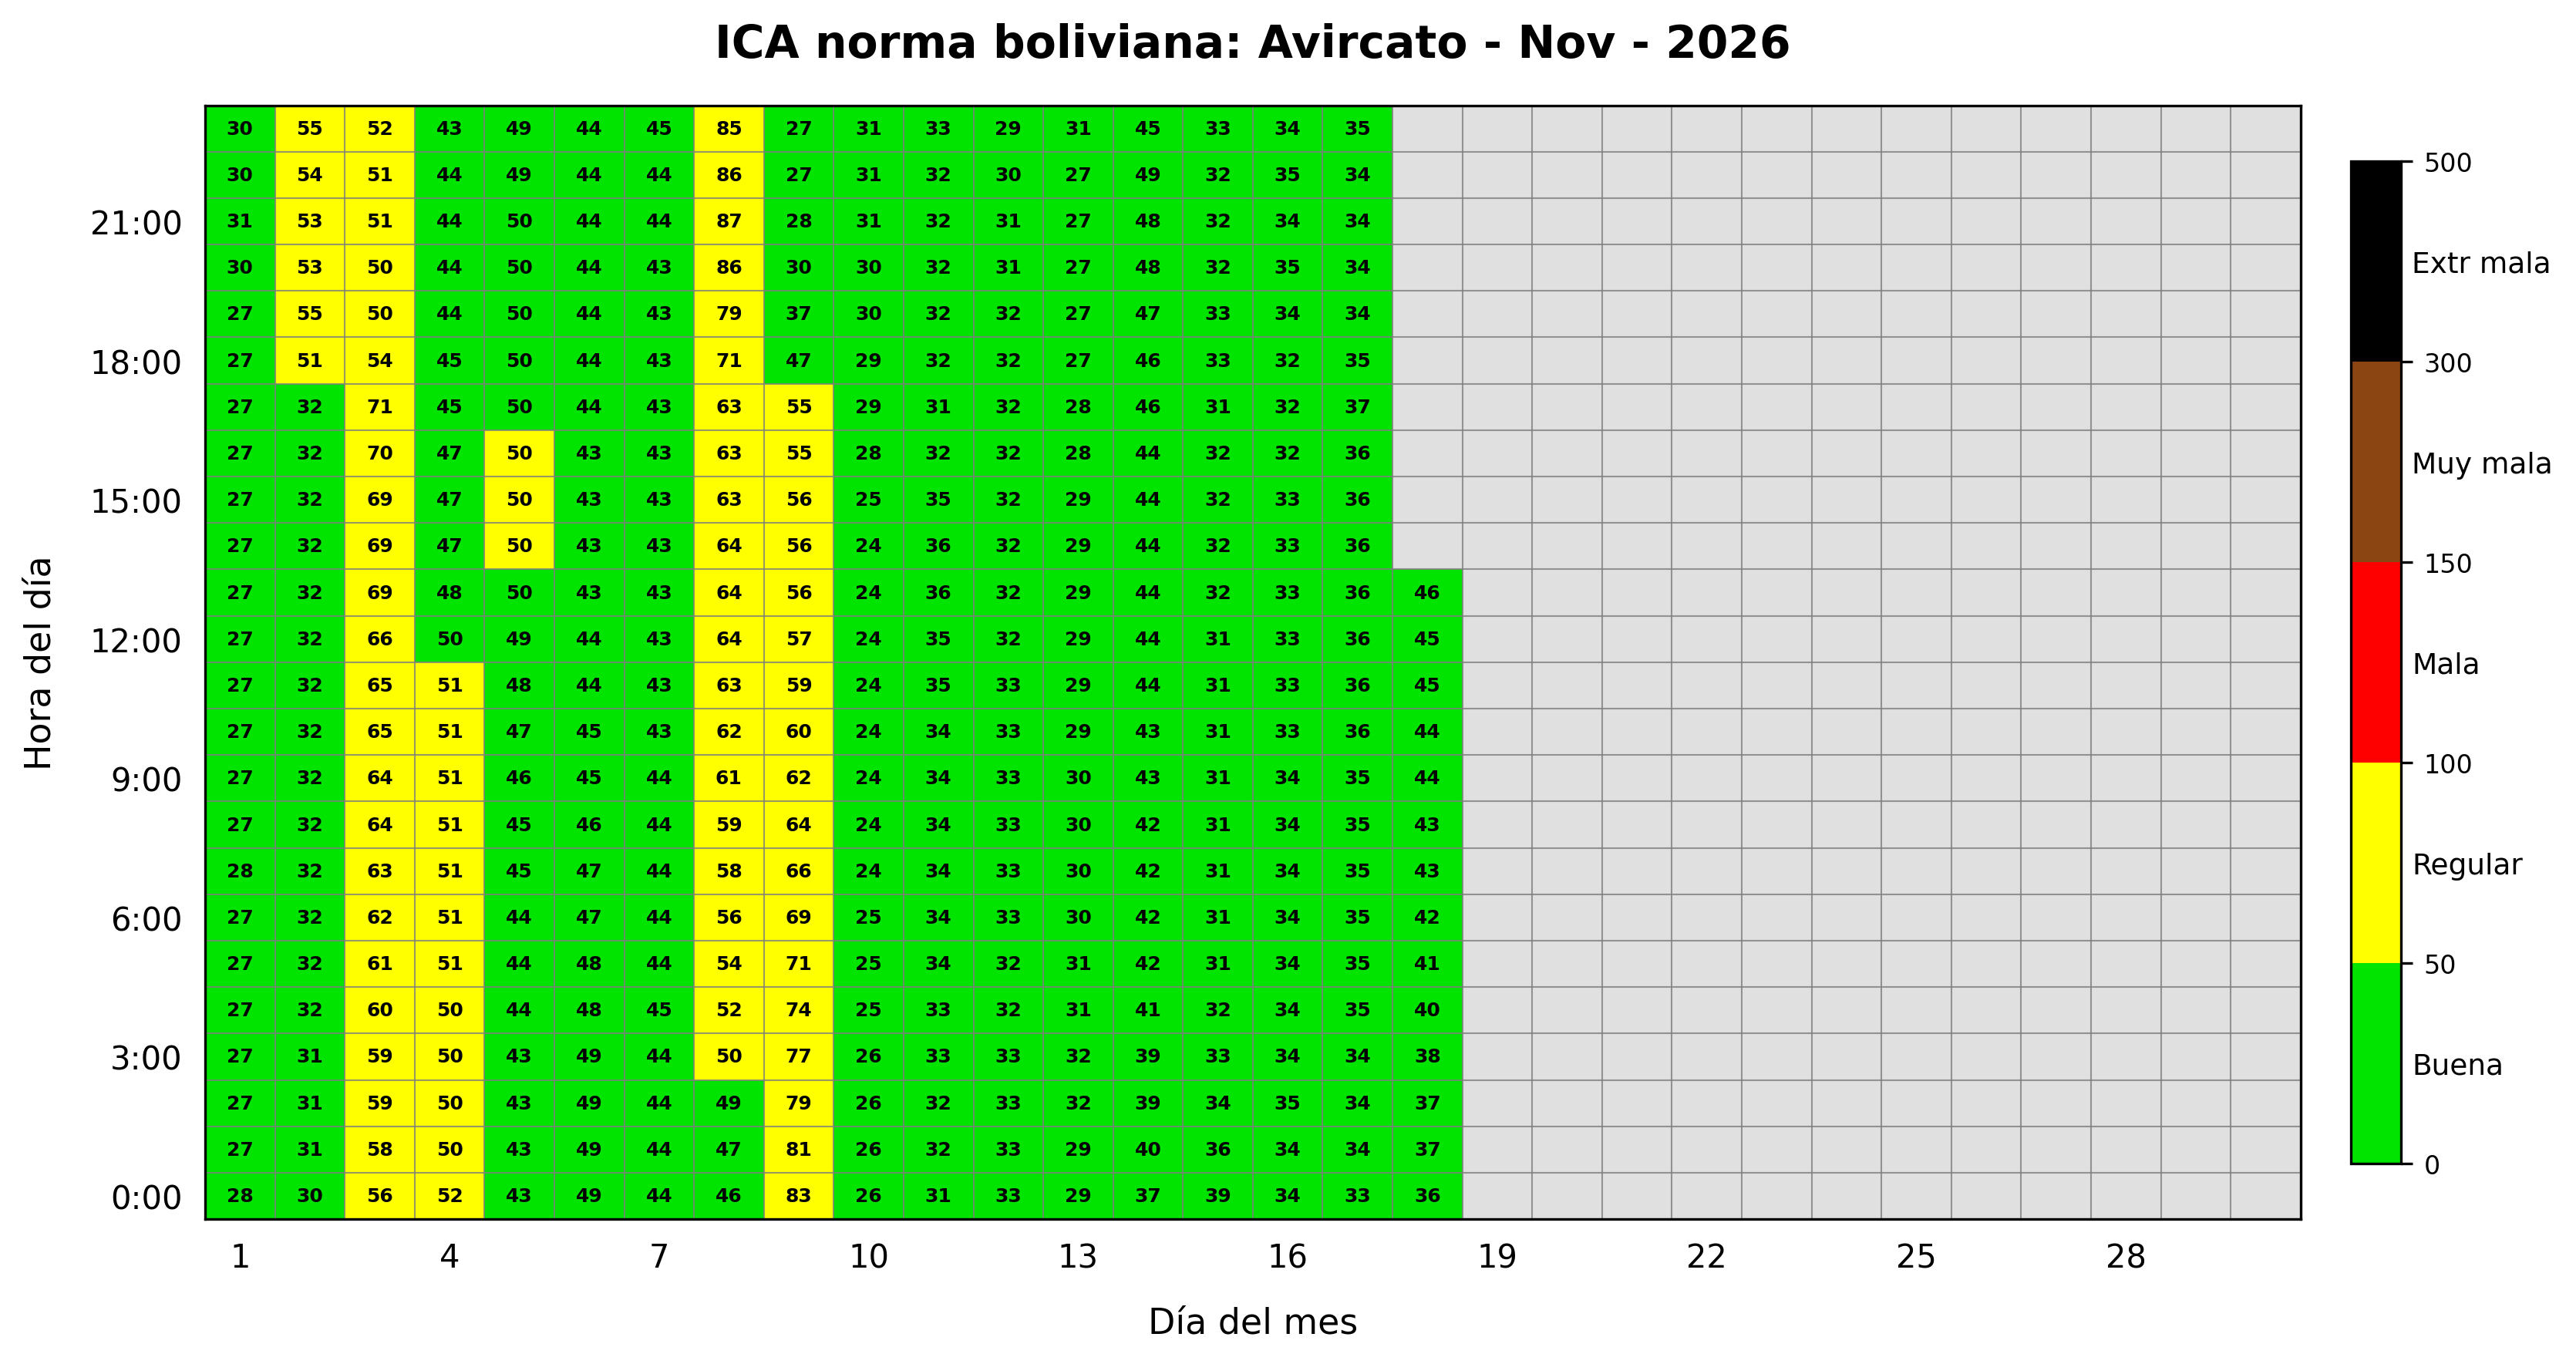 ICA norma boliviana: Avircato - Nov - 2026
30 55 52 43 49 44 45 85 27 31 33 29 31 45 33 34 35
30 54 51 44 49 44 44 86 27 31 32 30 27 49 32 35 34
21:00 31 53 51 44 50 44 44 87 28 31 32 31 27 48 32 34 34
30 53 50 44 50 44 43 86 30 30 32 31 27 48 32 35 34
27 55 50 44 50 44 43 79 37 30 32 32 27 47 33 34 34
18:00 27 51 54 45 50 44 43 71 47 29 32 32 27 46 33 32 35
27 32 71 45 50 44 43 63 55 29 31 32 28 46 31 32 37
27 32 70 47 50 43 43 63 55 28 32 32 28 44 32 32 36
15:00 27 32 69 47 50 43 43 63 56 25 35 32 29 44 32 33 36
27 32 69 47 50 43 43 64 56 24 36 32 29 44 32 33 36
27 32 69 48 50 43 43 64 56 24 36 32 29 44 32 33 36 46
12:00 27 32 66 50 49 44 43 64 57 24 35 32 29 44 31 33 36 45
27 32 65 51 48 44 43 63 59 24 35 33 29 44 31 33 36 45
27 32 65 51 47 45 43 62 60 24 34 33 29 43 31 33 36 44
9:00 27 32 64 51 46 45 44 61 62 24 34 33 30 43 31 34 35 44
27 32 64 51 45 46 44 59 64 24 34 33 30 42 31 34 35 43
28 32 63 51 45 47 44 58 66 24 34 33 30 42 31 34 35 43
6:00 27 32 62 51 44 47 44 56 69 25 34 33 30 42 31 34 35 42
27 32 61 51 44 48 44 54 71 25 34 32 31 42 31 34 35 41
27 32 60 50 44 48 45 52 74 25 33 32 31 41 32 34 35 40
3:00 27 31 59 50 43 49 44 50 77 26 33 33 32 39 33 34 34 38
27 31 59 50 43 49 44 49 79 26 32 33 32 39 34 35 34 37
27 31 58 50 43 49 44 47 81 26 32 33 29 40 36 34 34 37
0:00 28 30 56 52 43 49 44 46 83 26 31 33 29 37 39 34 33 36
1 4 7 10 13 16 19 22 25 28
Día del mes
Hora del día
500
Extr mala
300
Muy mala
150
Mala
100
Regular
50
Buena
0